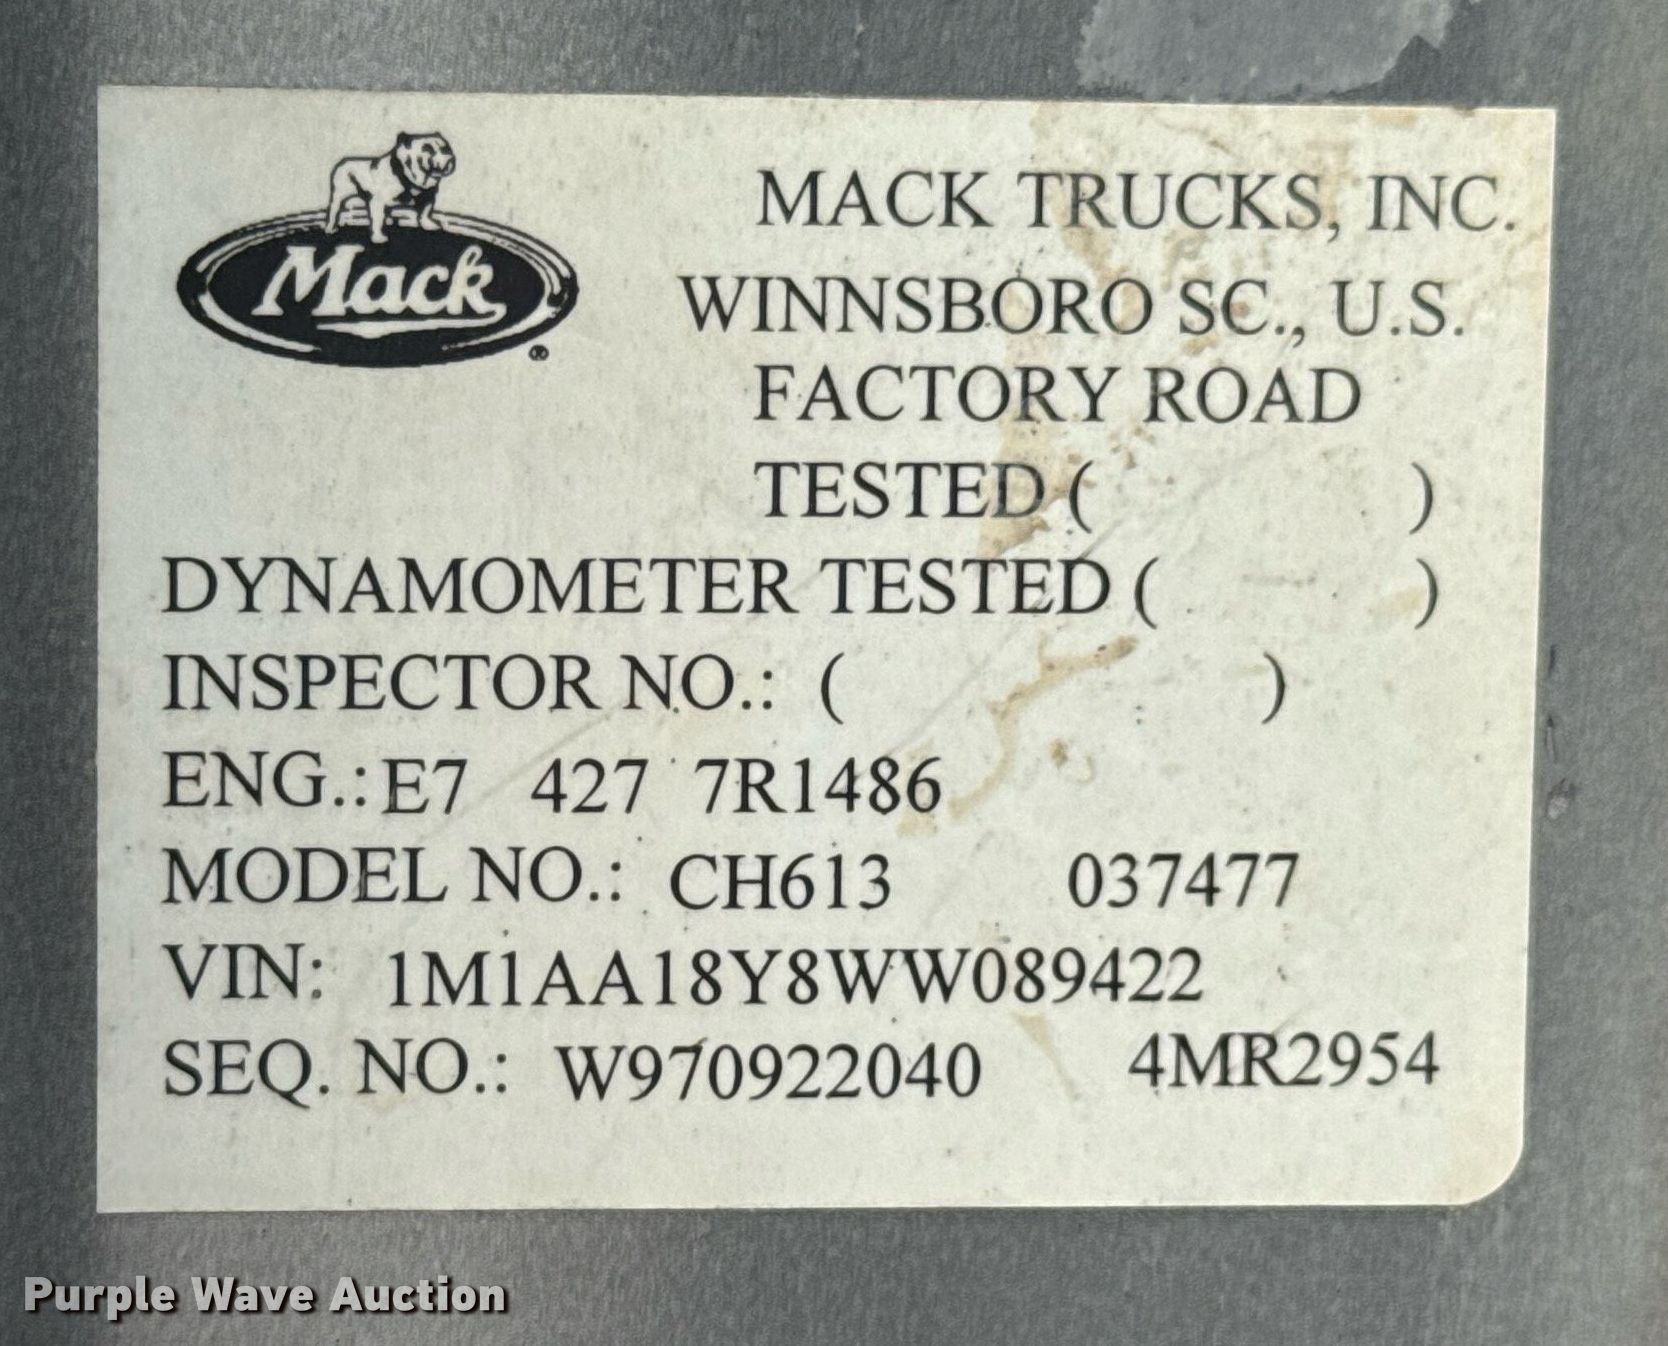 Mack
®
MACK TRUCKS, INC.
WINNSBORO SC., U.S.
FACTORY ROAD
TESTED ( )
DYNAMOMETER TESTED ( )
INSPECTOR NO.: ( )
ENG.: E7 427 7R1486
MODEL NO.: CH613 037477
VIN: 1M1AA18Y8WW089422
SEQ. NO.: W970922040 4MR2954
Purple Wave Auction